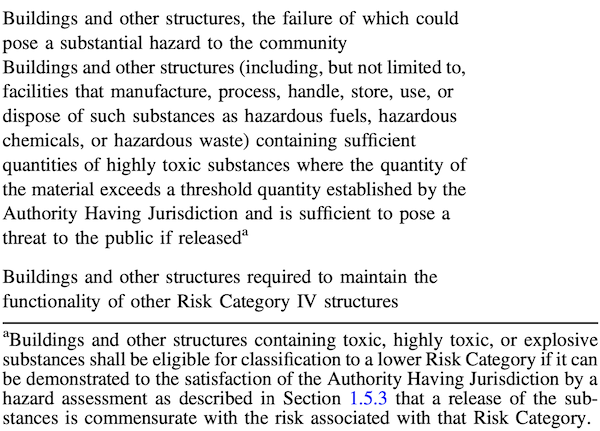 Buildings and other structures, the failure of which could
pose a substantial hazard to the community
Buildings and other structures (including, but not limited to,
facilities that manufacture, process, handle, store, use, or
dispose of such substances as hazardous fuels, hazardous
chemicals, or hazardous waste) containing sufficient
quantities of highly toxic substances where the quantity of
the material exceeds a threshold quantity established by the
Authority Having Jurisdiction and is sufficient to pose a
threat to the public if releasedᵃ
Buildings and other structures required to maintain the
functionality of other Risk Category IV structures
ᵃBuildings and other structures containing toxic, highly toxic, or explosive
substances shall be eligible for classification to a lower Risk Category if it can
be demonstrated to the satisfaction of the Authority Having Jurisdiction by a
hazard assessment as described in Section 1.5.3 that a release of the sub-
stances is commensurate with the risk associated with that Risk Category.